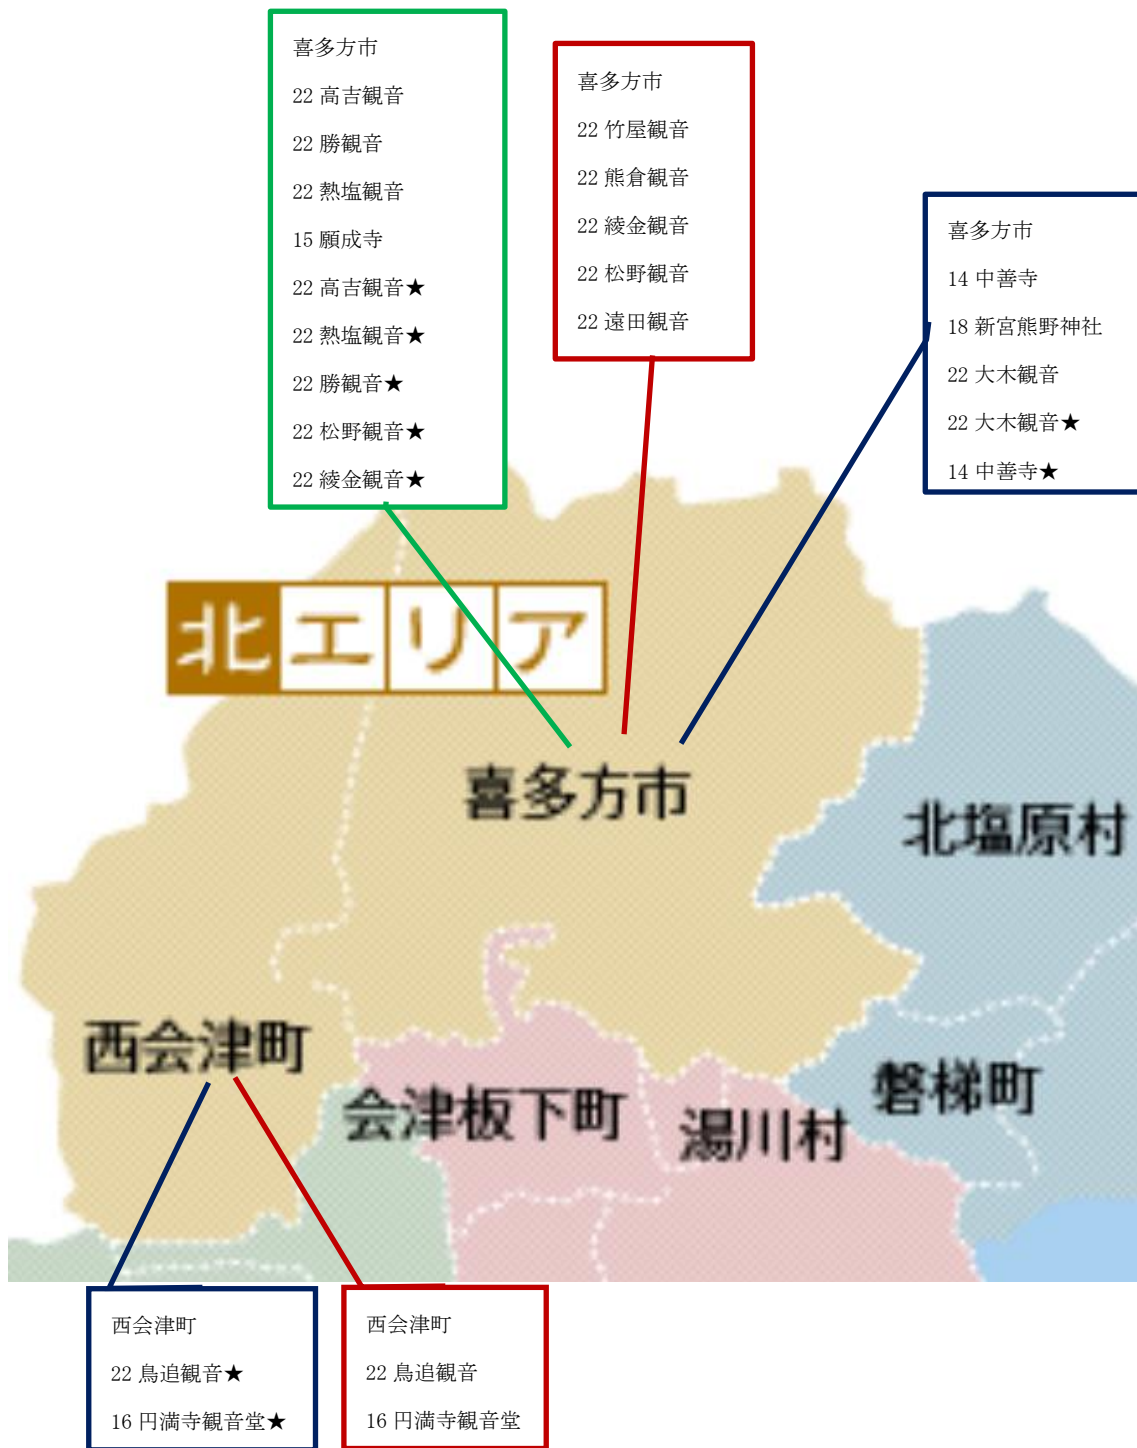 喜多方市
22 高吉観音
22 勝観音
22 熱塩観音
15 願成寺
22 高吉観音★
22 熱塩観音★
22 勝観音★
22 松野観音★
22 綾金観音★
喜多方市
22 竹屋観音
22 熊倉観音
22 綾金観音
22 松野観音
22 遠田観音
喜多方市
14 中善寺
18 新宮熊野神社
22 大木観音
22 大木観音★
14 中善寺★
北エリア
喜多方市
北塩原村
西会津町
会津坂下町
湯川村
磐梯町
西会津町
22 鳥追観音★
16 円満寺観音堂★
西会津町
22 鳥追観音
16 円満寺観音堂